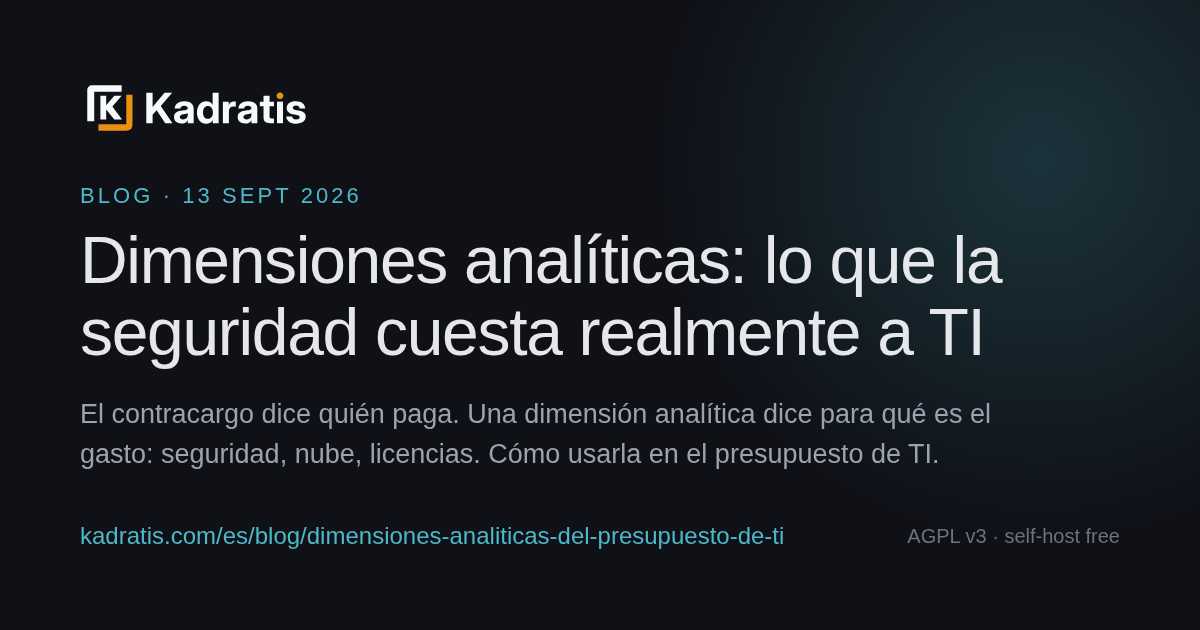 Kadratis
BLOG · 13 SEPT 2026
Dimensiones analíticas: lo que la
seguridad cuesta realmente a TI
El contracargo dice quién paga. Una dimensión analítica dice para qué es el
gasto: seguridad, nube, licencias. Cómo usarla en el presupuesto de TI.
kadratis.com/es/blog/dimensiones-analiticas-del-presupuesto-de-ti
AGPL v3 · self-host free